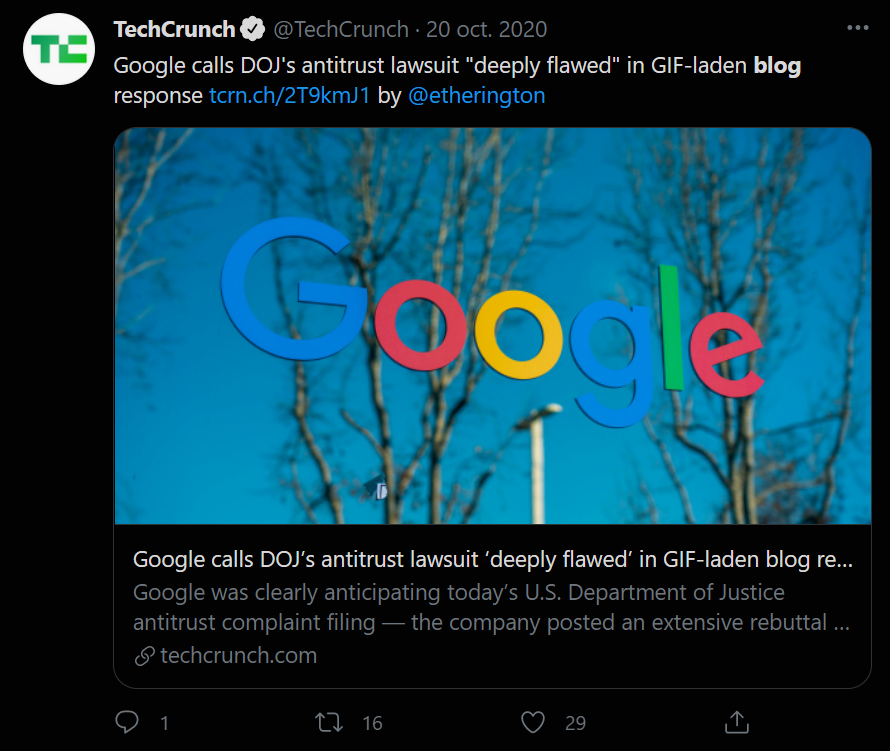 TechCrunch @TechCrunch · 20 oct. 2020
Google calls DOJ's antitrust lawsuit "deeply flawed" in GIF-laden blog
response tcrn.ch/2T9kmJ1 by @etherington
Google
Google calls DOJ’s antitrust lawsuit ‘deeply flawed’ in GIF-laden blog re...
Google was clearly anticipating today’s U.S. Department of Justice
antitrust complaint filing — the company posted an extensive rebuttal ...
techcrunch.com
1 16 29